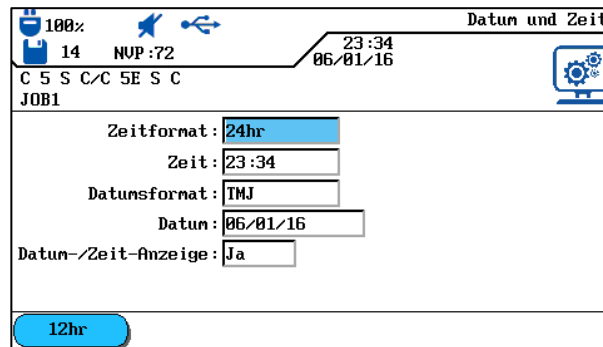 100% Datum und Zeit
14 NVP:72 23:34
06/01/16
C 5 S C/C 5E S C
JOB1
Zeitformat: 24hr
Zeit: 23:34
Datumsformat: TMJ
Datum: 06/01/16
Datum-/Zeit-Anzeige: Ja
12hr